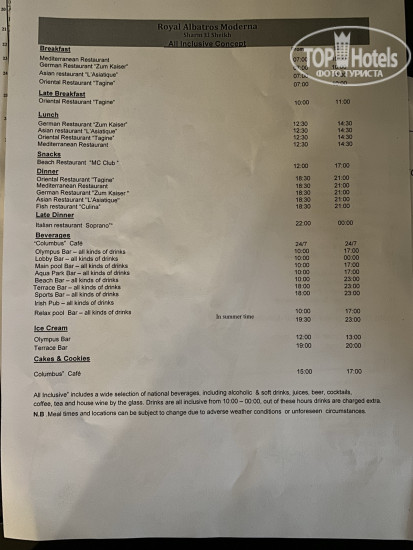 Royal Albatros Moderna
Sharm El Sheikh
All Inclusive Concept
TOP Hotels
ФОТО ТУРИСТА
Breakfast
Mediterranean Restaurant 07:00
German Restaurant "Zum Kaiser"
Asian restaurant "L'Asiatique" 07:0
Oriental Restaurant "Tagine" 07:00
Late Breakfast
Oriental Restaurant "Tagine" 10:00 11:00
Lunch
German Restaurant "Zum Kaiser" 12:30 14:30
Asian restaurant "L'Asiatique" 12:30 14:30
Oriental Restaurant "Tagine" 12:30 14:30
Mediterranean Restaurant 12:30 14:30
Snacks
Beach Restaurant "MC Club " 12:00 17:00
Dinner
Oriental Restaurant "Tagine" 18:30 21:00
Mediterranean Restaurant 18:30 21:00
German Restaurant "Zum Kaiser " 18:30 21:00
Asian Restaurant "L'Asiatique" 18:30 21:00
Fish restaurant "Culina" 18:30 21:00
Late Dinner
Italian restaurant Soprano" 22:00 00:00
Beverages
"Columbus" Café 24/7 24/7
Olympus Bar – all kinds of drinks 10:00 17:00
Lobby Bar – all kinds of drinks 10:00 00:00
Main pool Bar – all kinds of drinks 10:00 17:00
Aqua Park Bar – all kinds of drinks 10:00 17:00
Beach Bar – all kinds of drinks 10:00 23:00
Terrace Bar – all kinds of drinks 18:00 23:00
Sports Bar – all kinds of drinks 18:00 23:00
Irish Pub – all kinds of drinks
Relax pool Bar – all kinds of drinks 10:00 17:00
In summer time 19:30 23:00
Ice Cream
Olympus Bar 12:00 13:00
Terrace Bar 19:00 20:00
Cakes & Cookies
Columbus" Café 15:00 17:00
All Inclusive" includes a wide selection of national beverages, including alcoholic & soft drinks, juices, beer, cocktails,
coffee, tea and house wine by the glass. Drinks are inclusive from 10:00 – 00:00, out of these hours drinks are charged extra.
N.B .Meal times and locations can be subject to change due to adverse weather conditions or unforeseen circumstances.